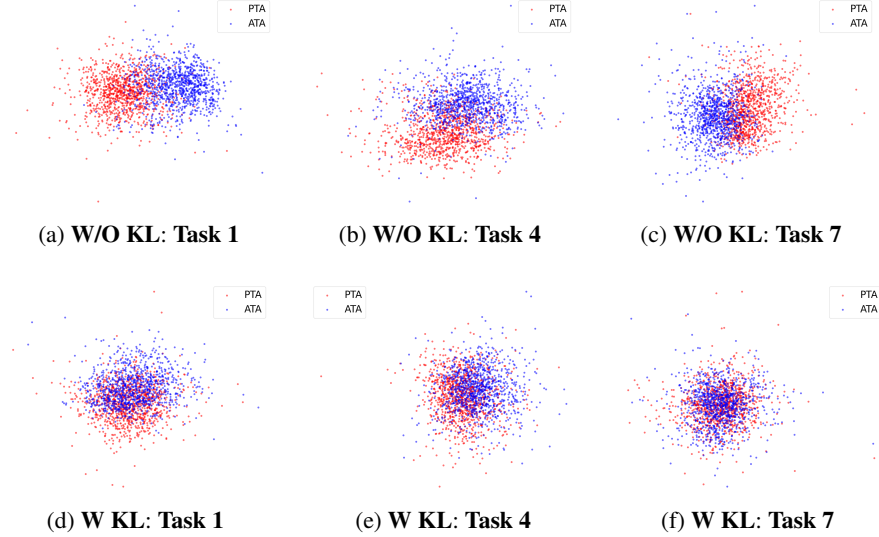 PTA
ATA
PTA
ATA
PTA
ATA
(a) W/O KL: Task 1
(b) W/O KL: Task 4
(c) W/O KL: Task 7
PTA
ATA
PTA
ATA
PTA
ATA
(d) W KL: Task 1
(e) W KL: Task 4
(f) W KL: Task 7